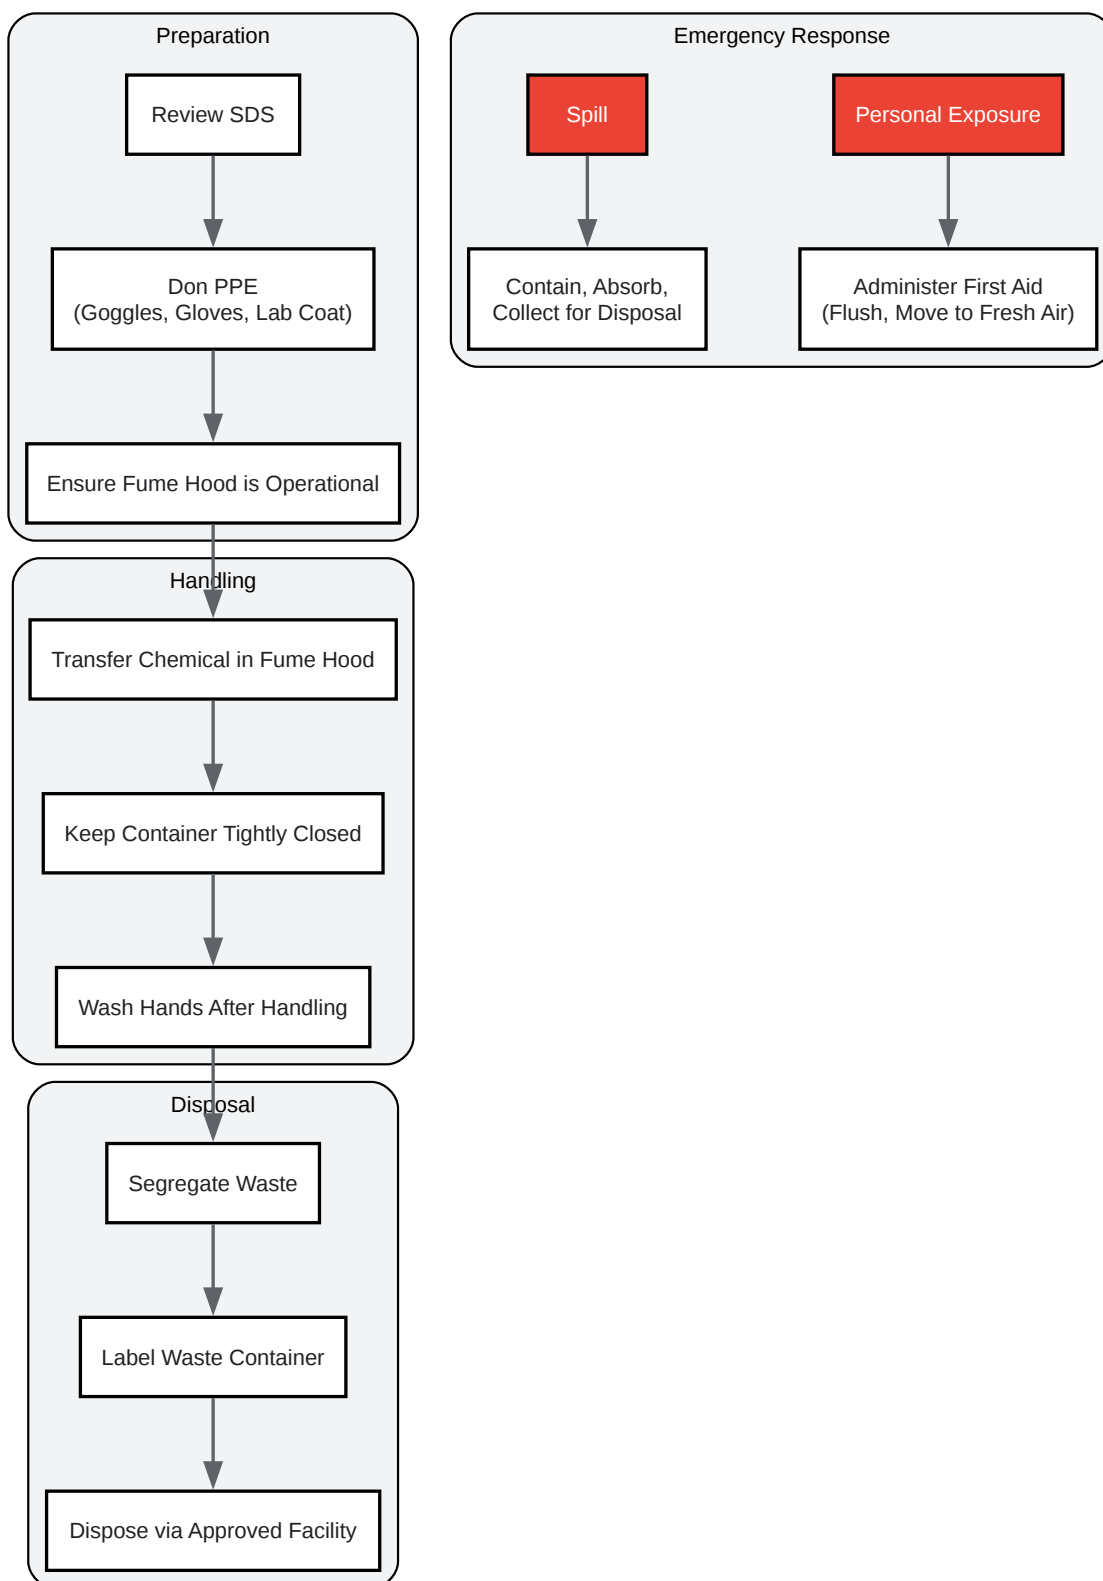 Preparation
Review SDS
Don PPE
(Goggles, Gloves, Lab Coat)
Ensure Fume Hood is Operational
Handling
Transfer Chemical in Fume Hood
Keep Container Tightly Closed
Wash Hands After Handling
Disposal
Segregate Waste
Label Waste Container
Dispose via Approved Facility
Emergency Response
Spill
Contain, Absorb,
Collect for Disposal
Personal Exposure
Administer First Aid
(Flush, Move to Fresh Air)